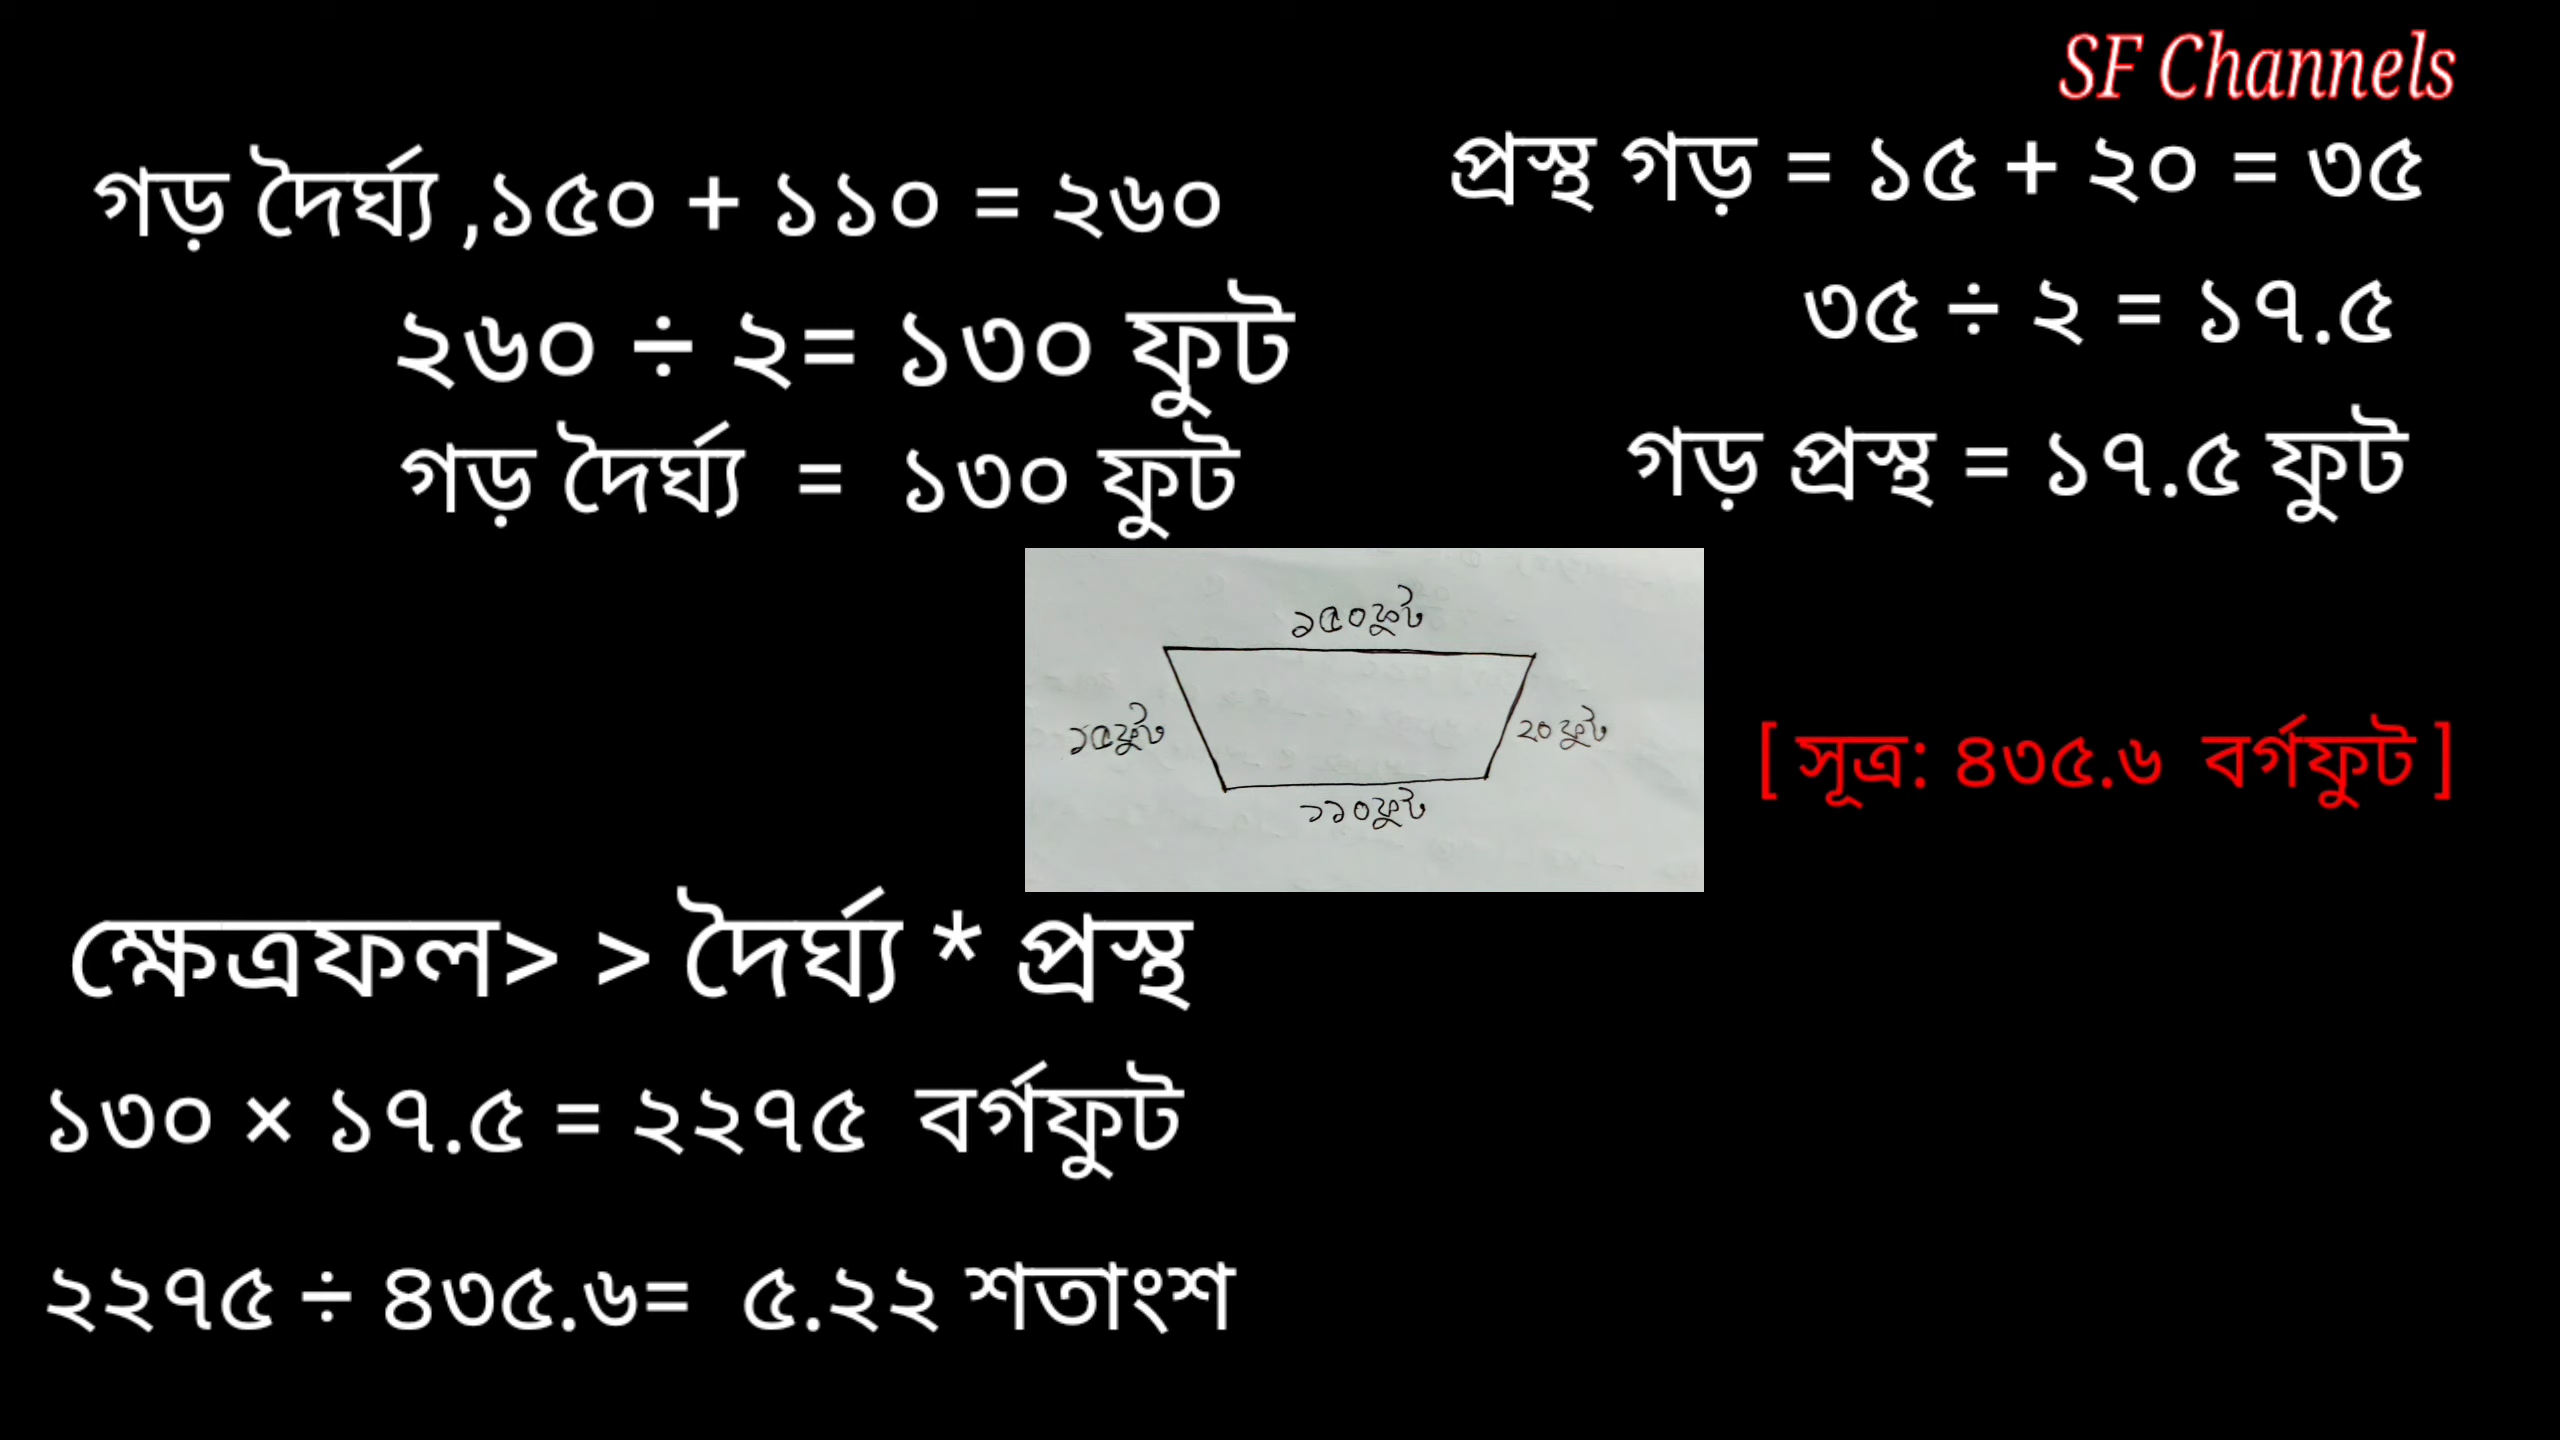 SF Channels
গড় দৈর্ঘ্য ,১৫০ + ১১০ = ২৬০
২৬০ ÷ ২= ১৩০ ফুট
গড় দৈর্ঘ্য = ১৩০ ফুট
প্রস্থ গড় = ১৫ + ২০ = ৩৫
৩৫ ÷ ২ = ১৭.৫
গড় প্রস্থ = ১৭.৫ ফুট
১৫০ফুট
১৫ফুট
২০ফুট
১১০ফুট
[ সূত্র: ৪৩৫.৬ বর্গফুট ]
ক্ষেত্রফল> > দৈর্ঘ্য * প্রস্থ
১৩০ × ১৭.৫ = ২২৭৫ বর্গফুট
২২৭৫ ÷ ৪৩৫.৬= ৫.২২ শতাংশ